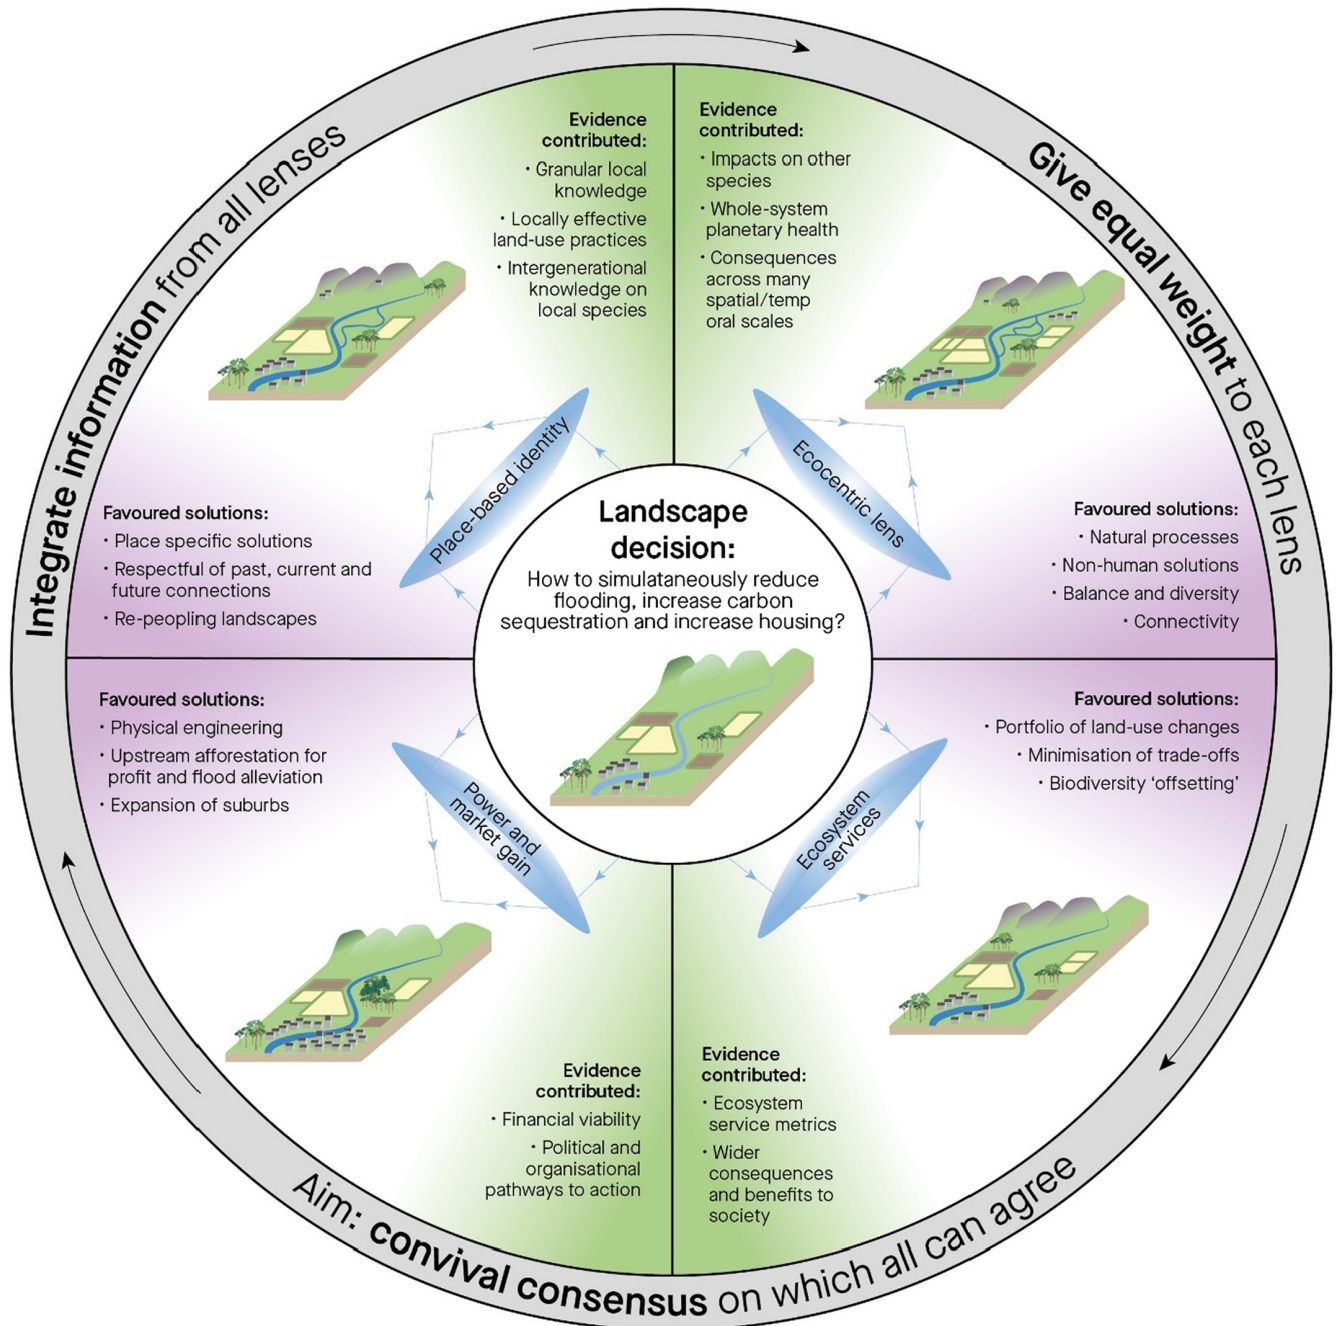 Integrate information from all lenses
Give equal weight to each lens
Aim: convival consensus on which all can agree
Evidence
contributed:
· Granular local
knowledge
· Locally effective
land-use practices
· Intergenerational
knowledge on
local species
Evidence
contributed:
· Impacts on other
species
· Whole-system
planetary health
· Consequences
across many
spatial/temp
oral scales
Place-based identity
Ecocentric lens
Favoured solutions:
· Place specific solutions
· Respectful of past, current and
future connections
· Re-peopling landscapes
Landscape
decision:
How to simulataneously reduce
flooding, increase carbon
sequestration and increase housing?
Favoured solutions:
· Natural processes
· Non-human solutions
· Balance and diversity
· Connectivity
Favoured solutions:
· Physical engineering
· Upstream afforestation for
profit and flood alleviation
· Expansion of suburbs
Power and
market gain
Ecosystem
services
Favoured solutions:
· Portfolio of land-use changes
· Minimisation of trade-offs
· Biodiversity ‘offsetting’
Evidence
contributed:
· Financial viability
· Political and
organisational
pathways to action
Evidence
contributed:
· Ecosystem
service metrics
· Wider
consequences
and benefits to
society